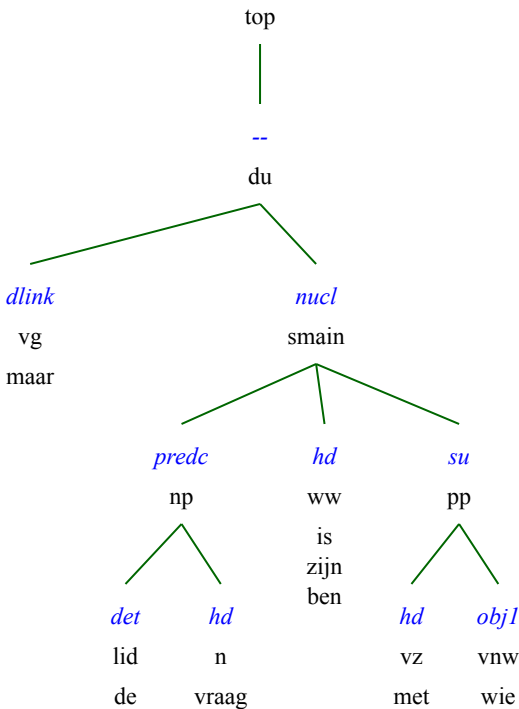 top
--
du
dlink nucl
vg smain
maar
predc hd su
np ww pp
is
zijn
ben
det hd hd obj1
lid n vz vnw
de vraag met wie